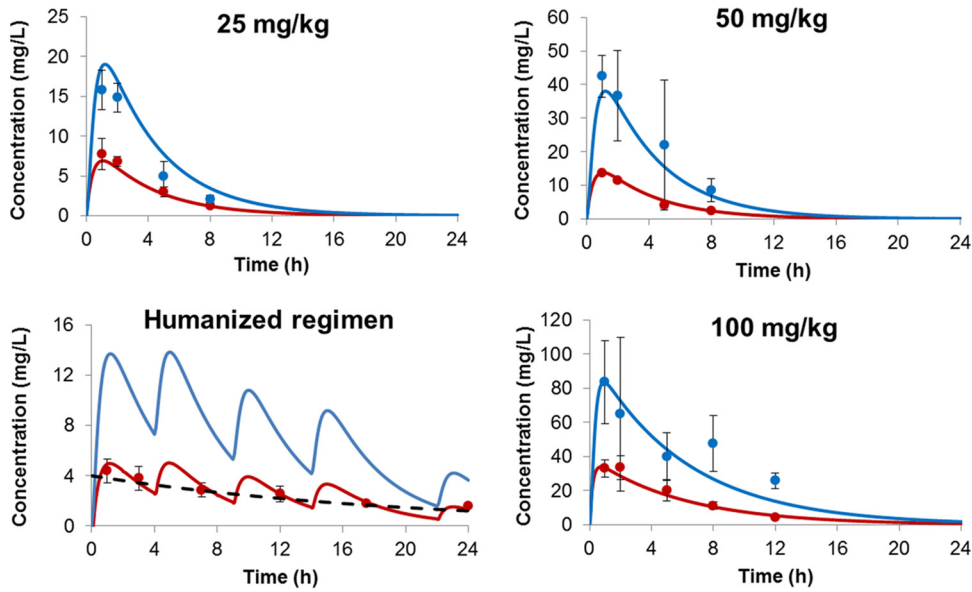 25 mg/kg
Concentration (mg/L)
25
20
15
10
5
0
0 4 8 12 16 20 24
Time (h)
50 mg/kg
Concentration (mg/L)
60
50
40
30
20
10
0
0 4 8 12 16 20 24
Time (h)
Humanized regimen
Concentration (mg/L)
16
12
8
4
0
0 4 8 12 16 20 24
Time (h)
100 mg/kg
Concentration (mg/L)
120
100
80
60
40
20
0
0 4 8 12 16 20 24
Time (h)